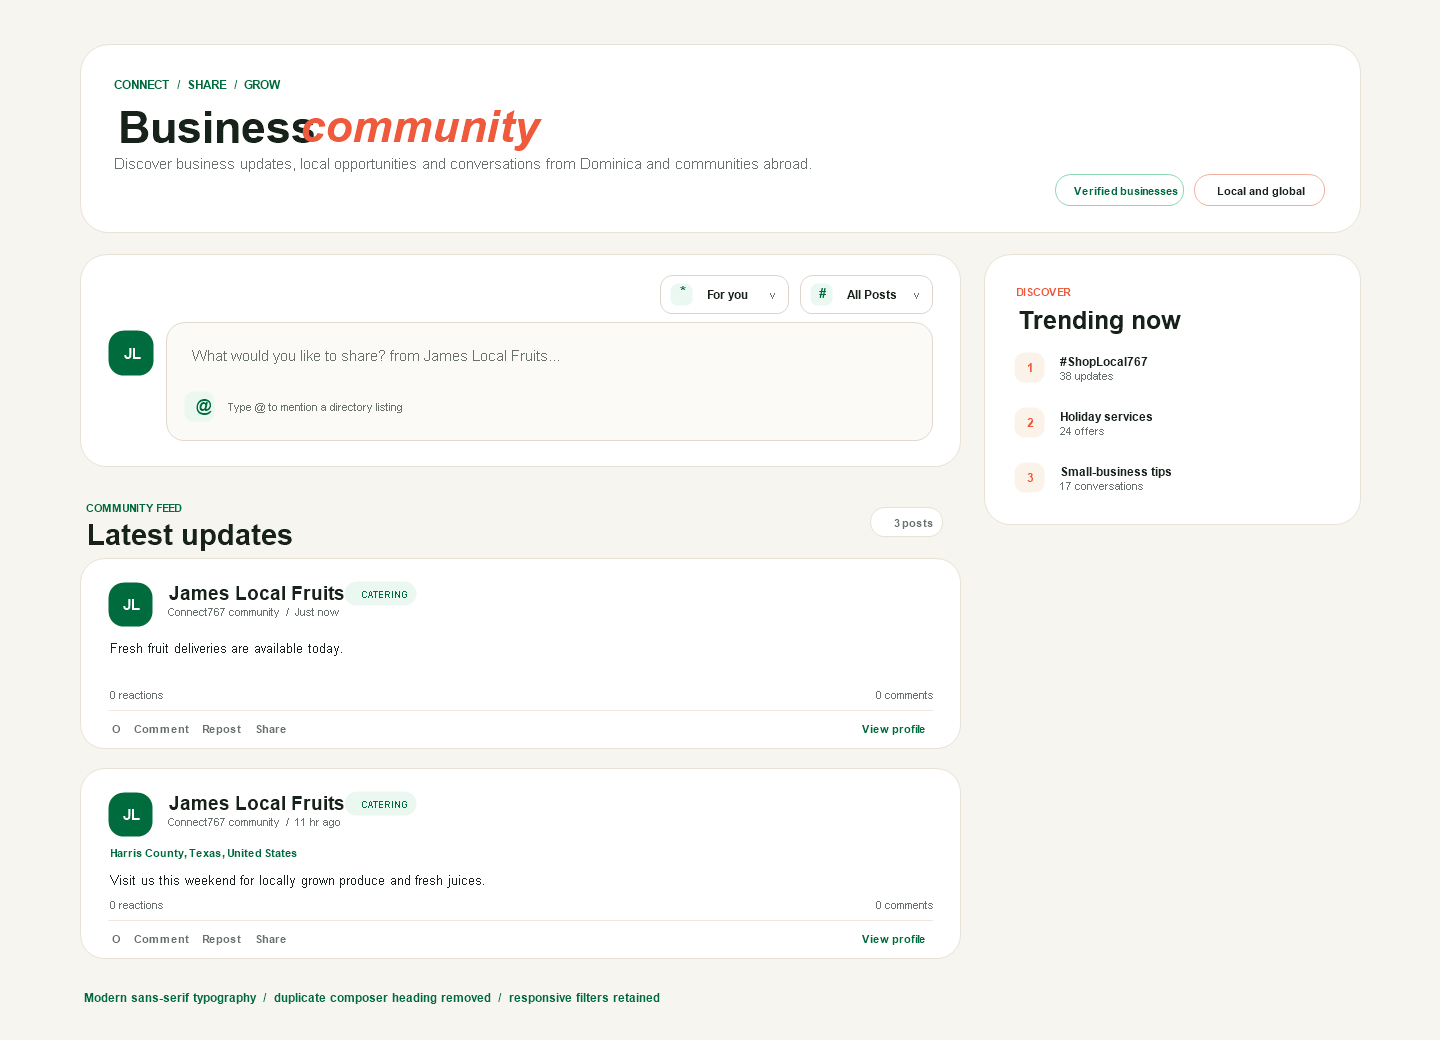 CONNECT / SHARE / GROW
Business community
Discover business updates, local opportunities and conversations from Dominica and communities abroad.
Verified businesses
Local and global
* For you v
# All Posts v
JL
What would you like to share? from James Local Fruits...
@ Type @ to mention a directory listing
DISCOVER
Trending now
1 #ShopLocal767
38 updates
2 Holiday services
24 offers
3 Small-business tips
17 conversations
COMMUNITY FEED
Latest updates
3 posts
JL
James Local Fruits CATERING
Connect767 community / Just now
Fresh fruit deliveries are available today.
0 reactions 0 comments
O Comment Repost Share View profile
JL
James Local Fruits CATERING
Connect767 community / 11 hr ago
Harris County, Texas, United States
Visit us this weekend for locally grown produce and fresh juices.
0 reactions 0 comments
O Comment Repost Share View profile
Modern sans-serif typography / duplicate composer heading removed / responsive filters retained